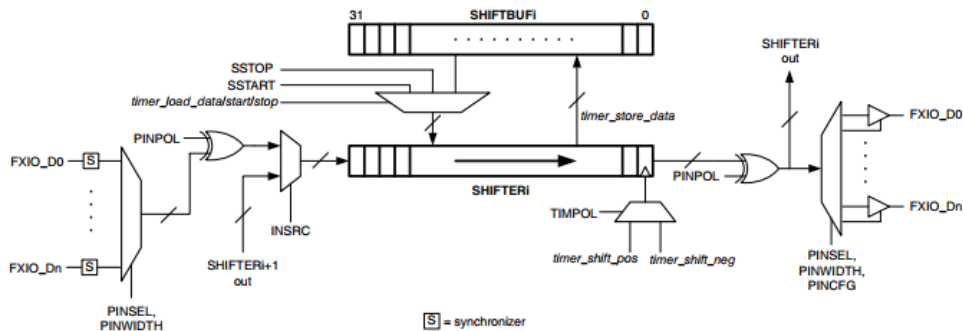 31
SHIFTBUFi
0
SSTOP
SSTART
timer_load_data/start/stop
timer_store_data
SHIFTERi
out
FXIO_D0
S
PINPOL
FXIO_D0
SHIFTERi
PINPOL
INSRC
TIMPOL
FXIO_Dn
FXIO_Dn
S
SHIFTERi+1
out
timer_shift_pos
timer_shift_neg
PINSEL,
PINWIDTH,
PINCFG
PINSEL,
PINWIDTH
S = synchronizer